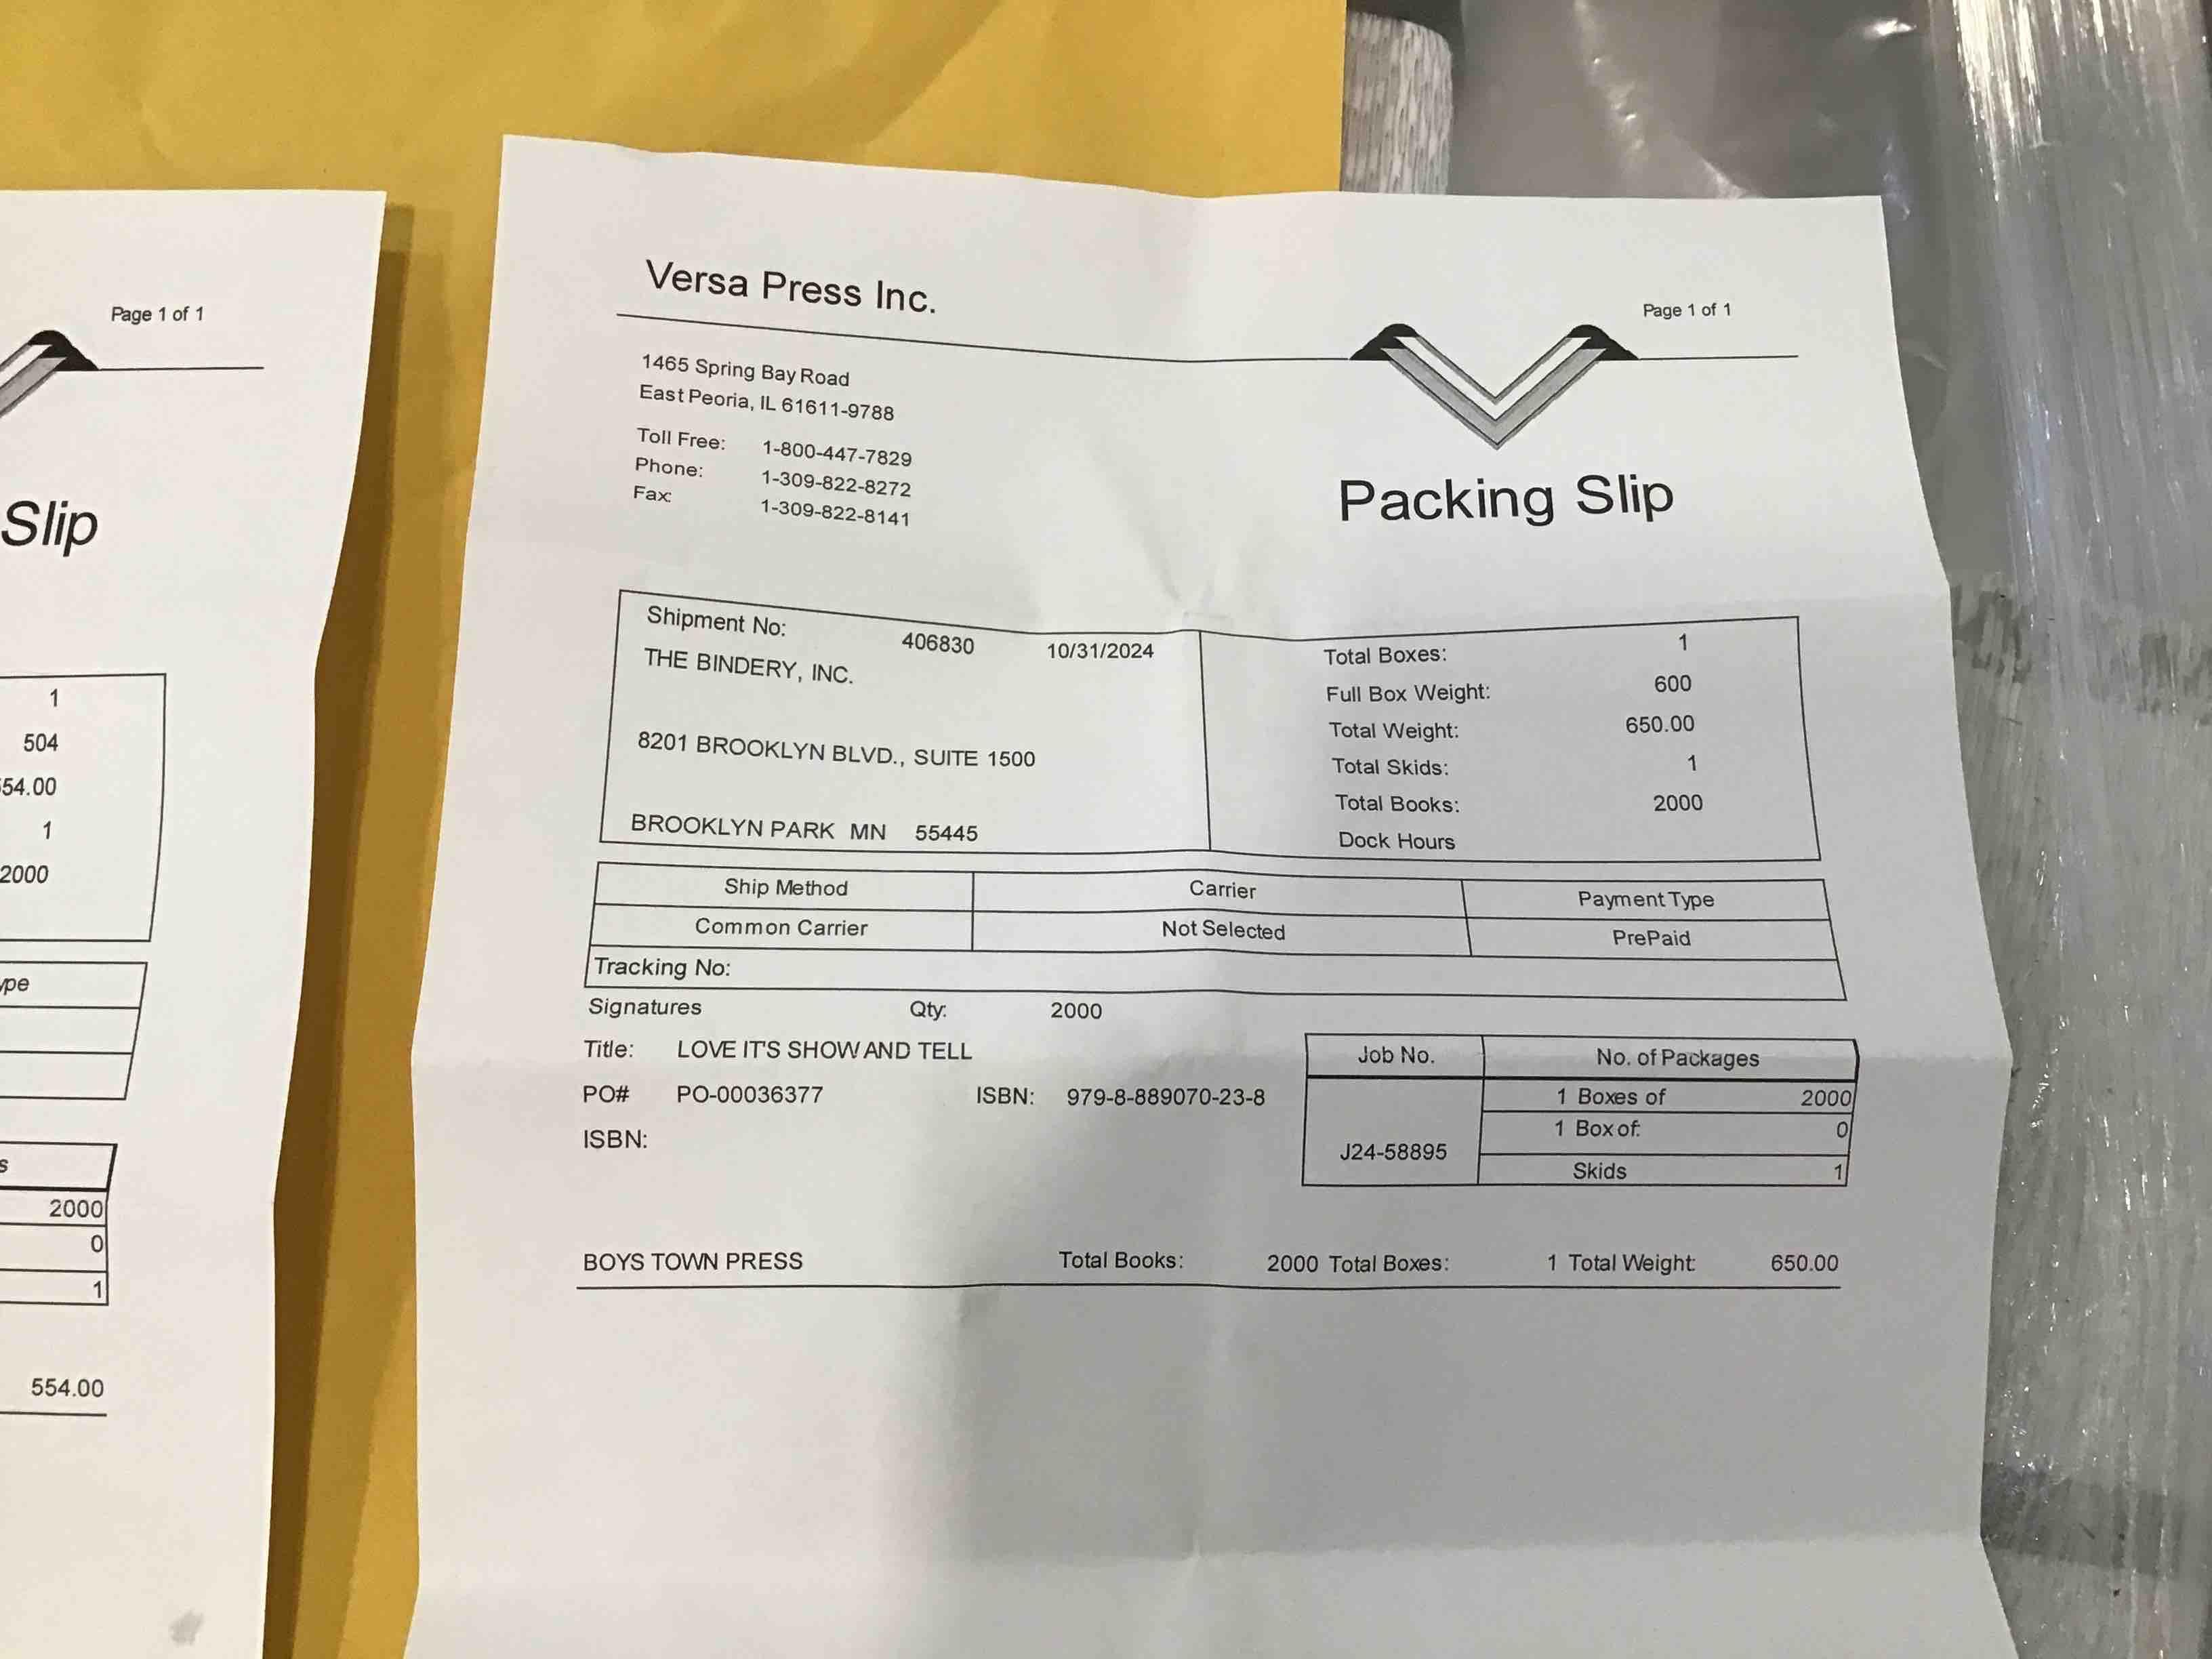 Page 1 of 1
Slip
1
504
54.00
1
2000
ype
s
2000
0
1
554.00
Versa Press Inc.
Page 1 of 1
1465 Spring Bay Road
East Peoria, IL 61611-9788
Toll Free: 1-800-447-7829
Phone: 1-309-822-8272
Fax: 1-309-822-8141
Packing Slip
Shipment No: 406830 10/31/2024
THE BINDERY, INC.
8201 BROOKLYN BLVD., SUITE 1500
BROOKLYN PARK MN 55445
Total Boxes: 1
Full Box Weight: 600
Total Weight: 650.00
Total Skids: 1
Total Books: 2000
Dock Hours
Ship Method Carrier Payment Type
Common Carrier Not Selected PrePaid
Tracking No:
Signatures Qty: 2000
Title: LOVE IT'S SHOW AND TELL
PO# PO-00036377 ISBN: 979-8-889070-23-8
ISBN:
Job No. No. of Packages
J24-58895
1 Boxes of 2000
1 Box of: 0
Skids 1
BOYS TOWN PRESS Total Books: 2000 Total Boxes: 1 Total Weight: 650.00